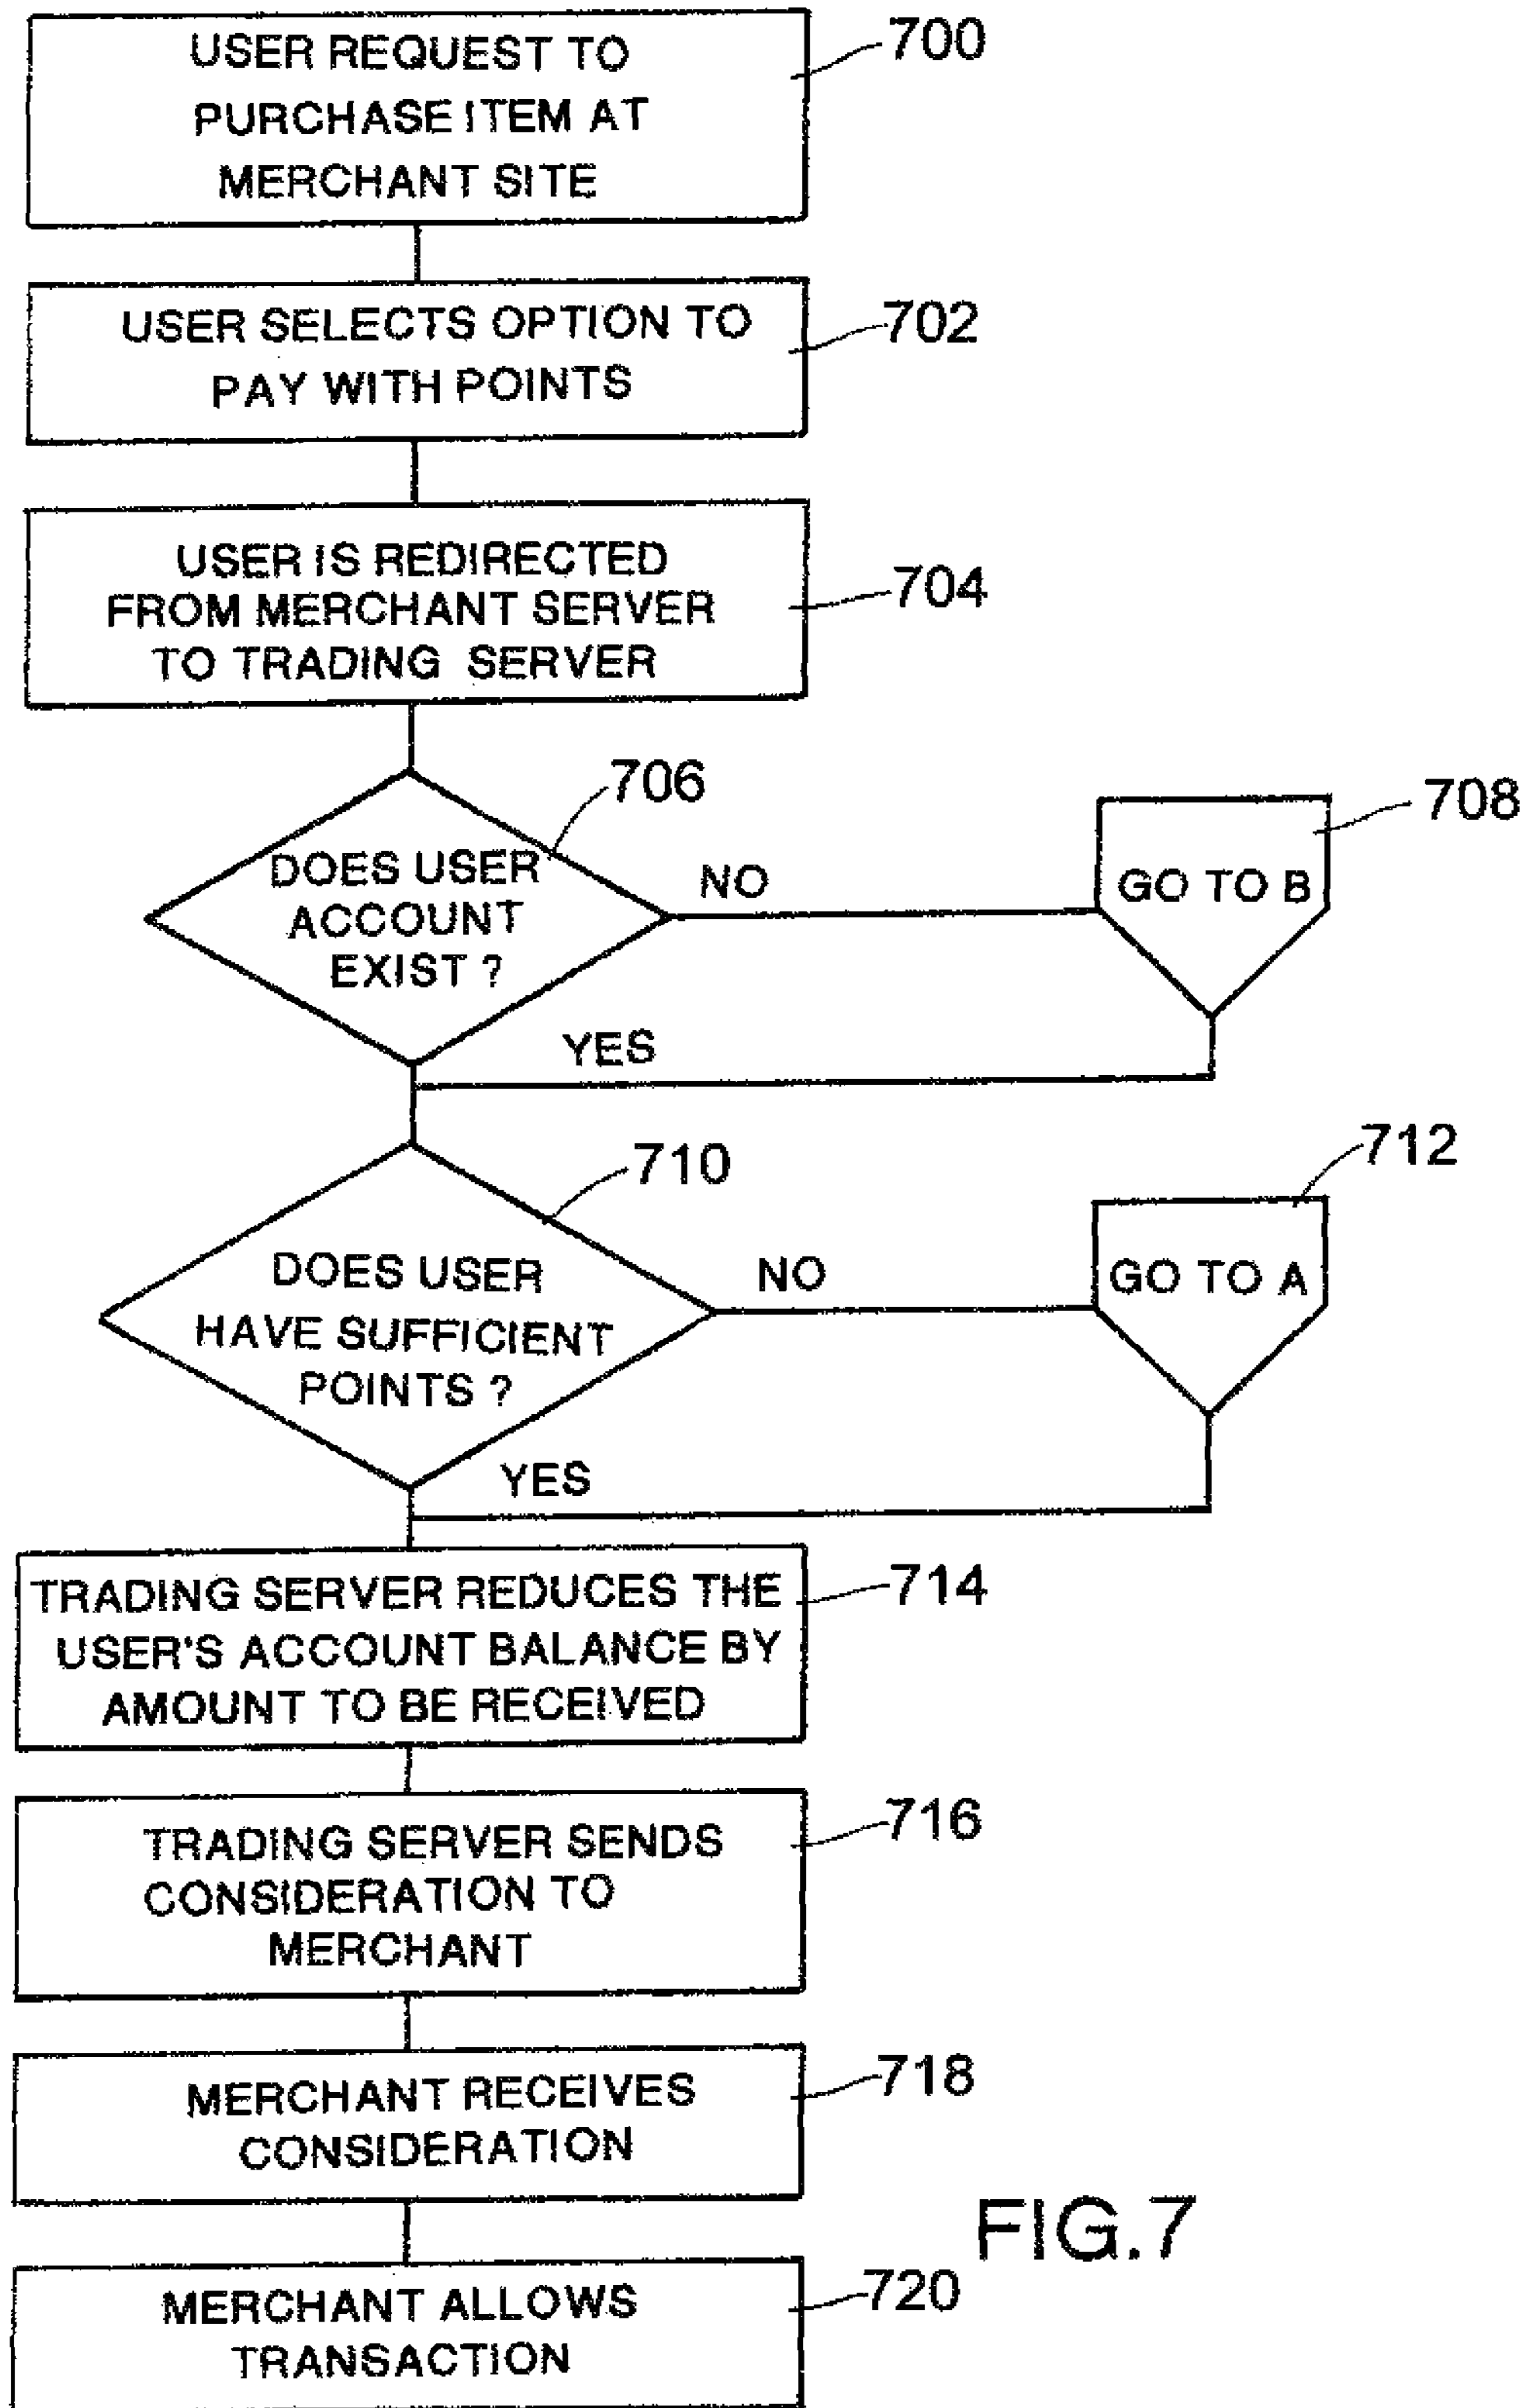 USER REQUEST TO
PURCHASE ITEM AT
MERCHANT SITE
700
USER SELECTS OPTION TO
PAY WITH POINTS
702
USER IS REDIRECTED
FROM MERCHANT SERVER
TO TRADING SERVER
704
706
DOES USER
ACCOUNT
EXIST ?
NO
708
GO TO B
YES
710
DOES USER
HAVE SUFFICIENT
POINTS ?
NO
712
GO TO A
YES
TRADING SERVER REDUCES THE
USER'S ACCOUNT BALANCE BY
AMOUNT TO BE RECEIVED
714
TRADING SERVER SENDS
CONSIDERATION TO
MERCHANT
716
MERCHANT RECEIVES
CONSIDERATION
718
MERCHANT ALLOWS
TRANSACTION
720
FIG.7